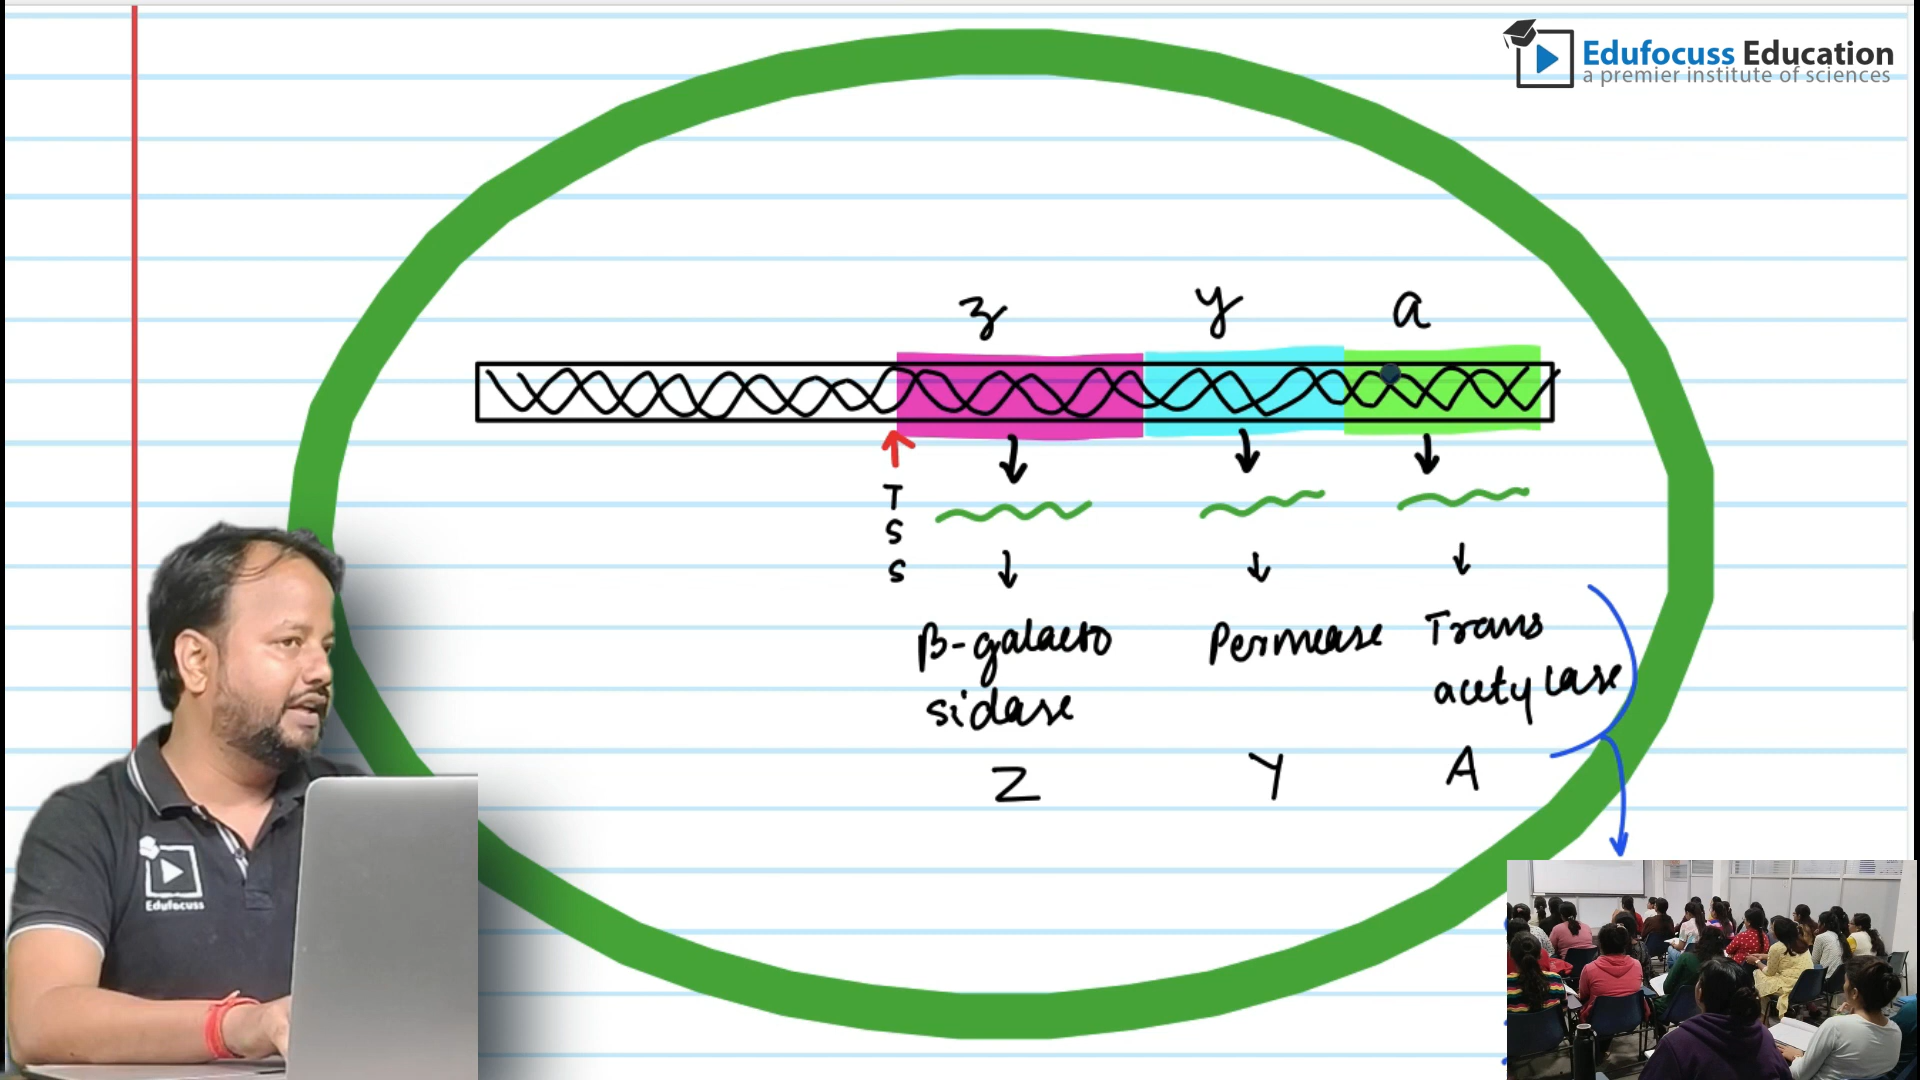 Edufocuss Education
a premier institute of sciences
z y a
T
S
S
β-galacto
sidase
Permease
Trans
acetylase
Z Y A
Edufocuss